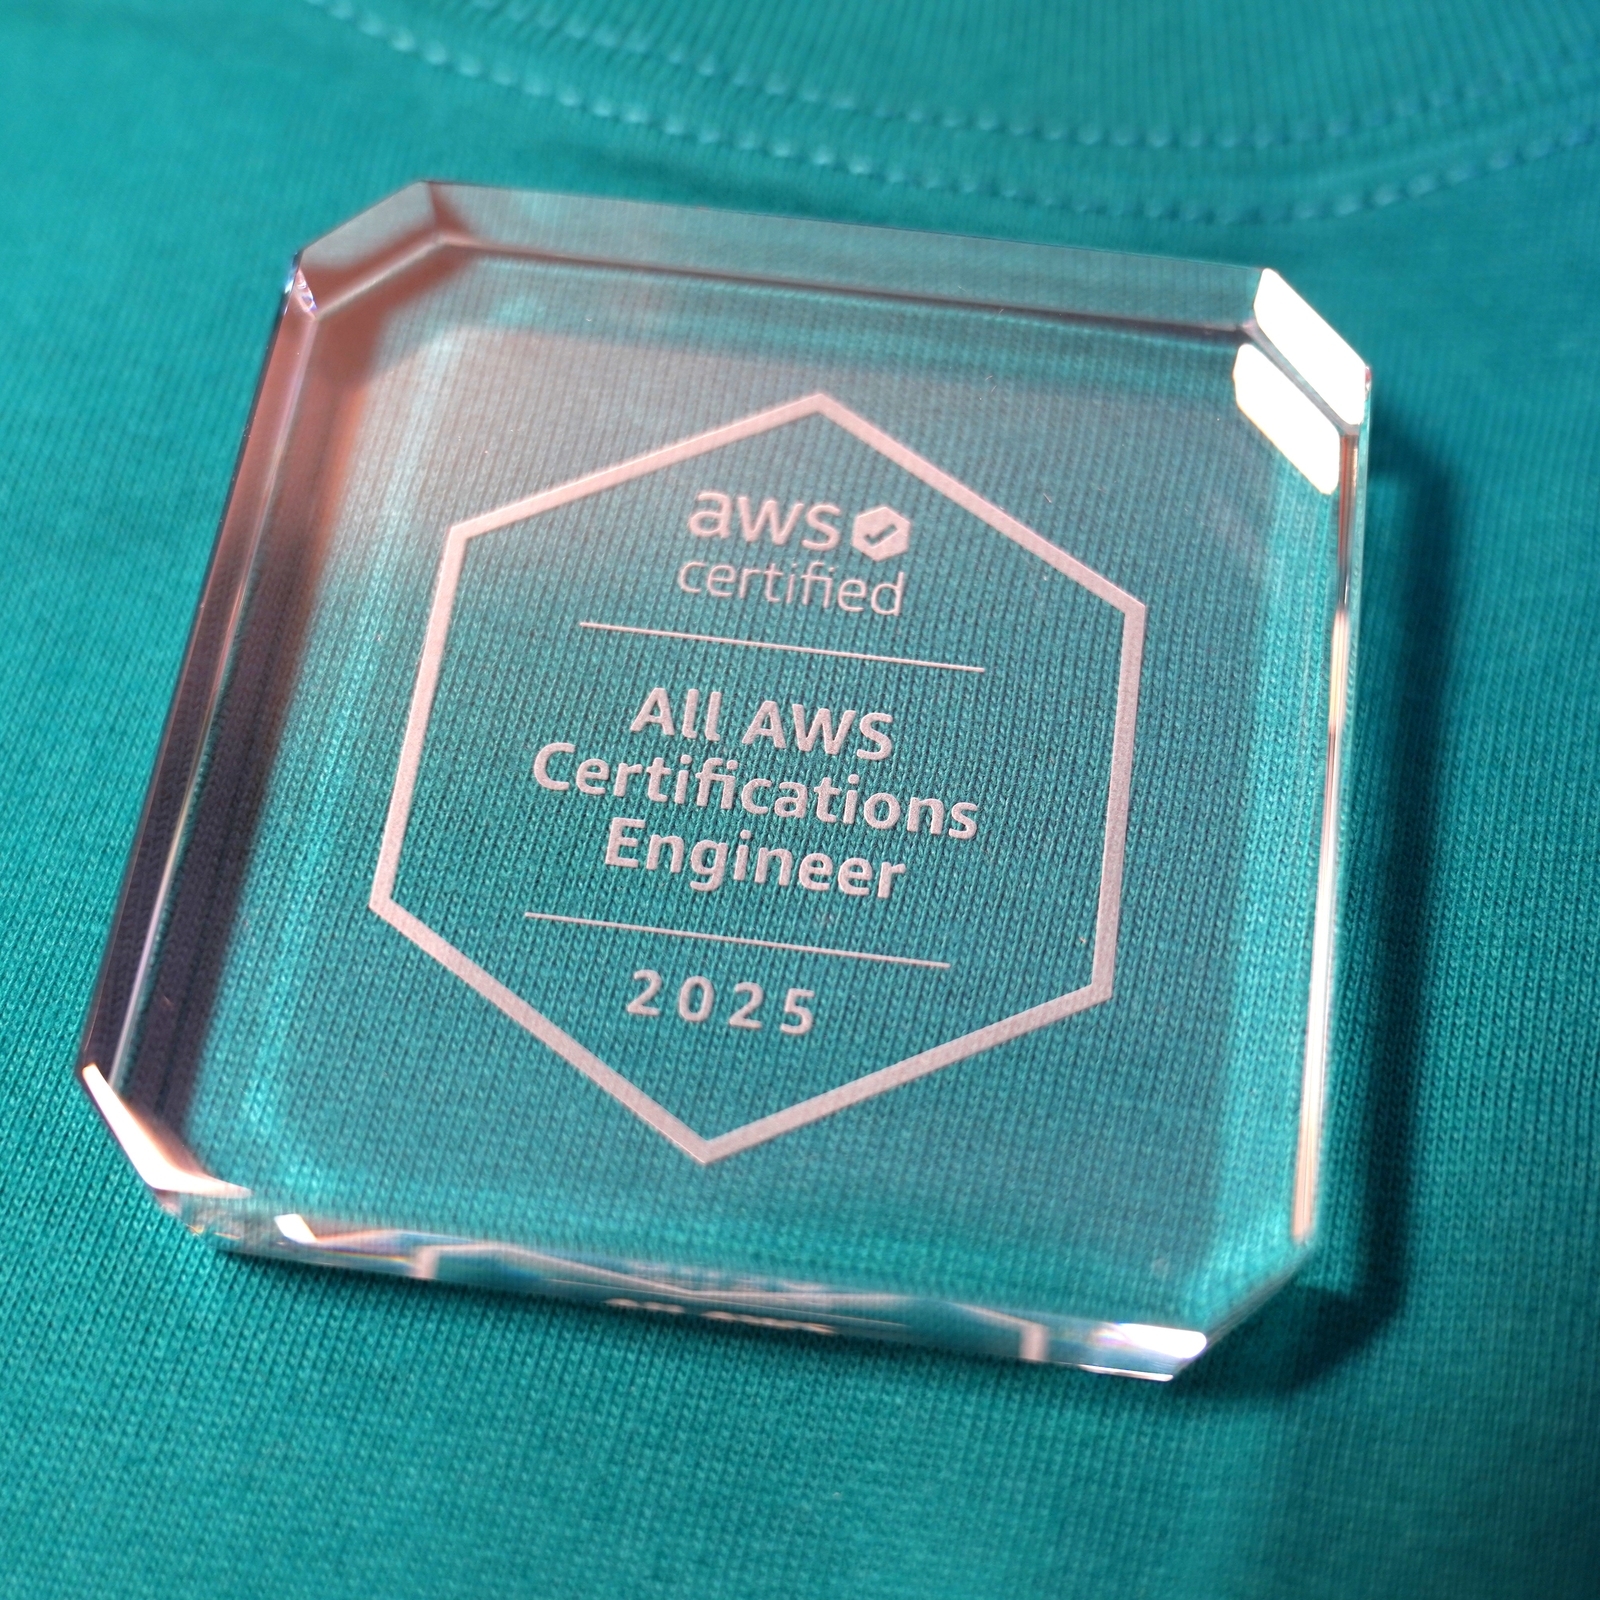 aws
certified
All AWS
Certifications
Engineer
2025